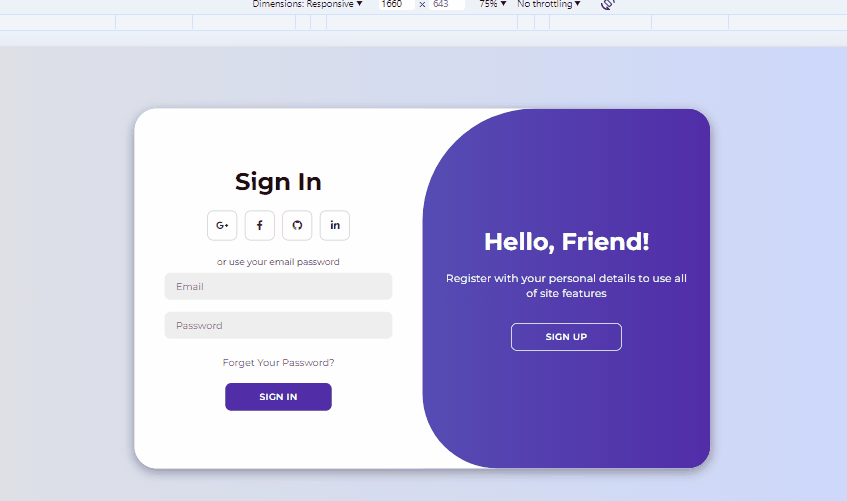 Dimensions: Responsive ▼ 1660 × 643 75% ▼ No throttling ▼
Sign In
G+ f in
or use your email password
Email
Password
Forget Your Password?
SIGN IN
Hello, Friend!
Register with your personal details to use all
of site features
SIGN UP